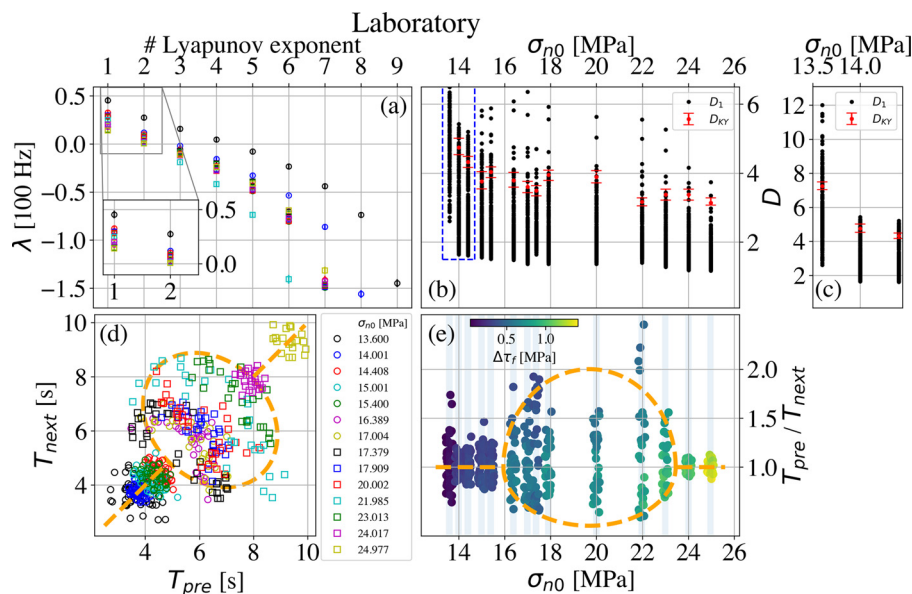 Laboratory
# Lyapunov exponent
1 2 3 4 5 6 7 8 9
0.5
0.0
−0.5
−1.0
−1.5
λ [100 Hz]
(a)
0.5
0.0
1 2
σn0 [MPa]
14 16 18 20 22 24 26
D1
DKY
6
4
2
(b)
σn0 [MPa]
13.5 14.0
D1
DKY
D
12
10
8
6
4
2
(c)
(d)
10
8
6
4
Tnext [s]
4 6 8 10
Tpre [s]
σn0 [MPa]
13.600
14.001
14.408
15.001
15.400
16.389
17.004
17.379
17.909
20.002
21.985
23.013
24.017
24.977
(e)
0.5 1.0
Δτf [MPa]
2.0
1.5
1.0
Tpre / Tnext
14 16 18 20 22 24 26
σn0 [MPa]